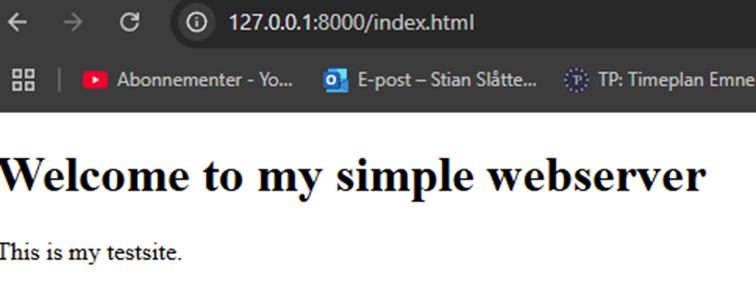 127.0.0.1:8000/index.html
Abonnementer - Yo... E-post – Stian Slåtte... TP: Timeplan Emne
Welcome to my simple webserver
This is my testsite.